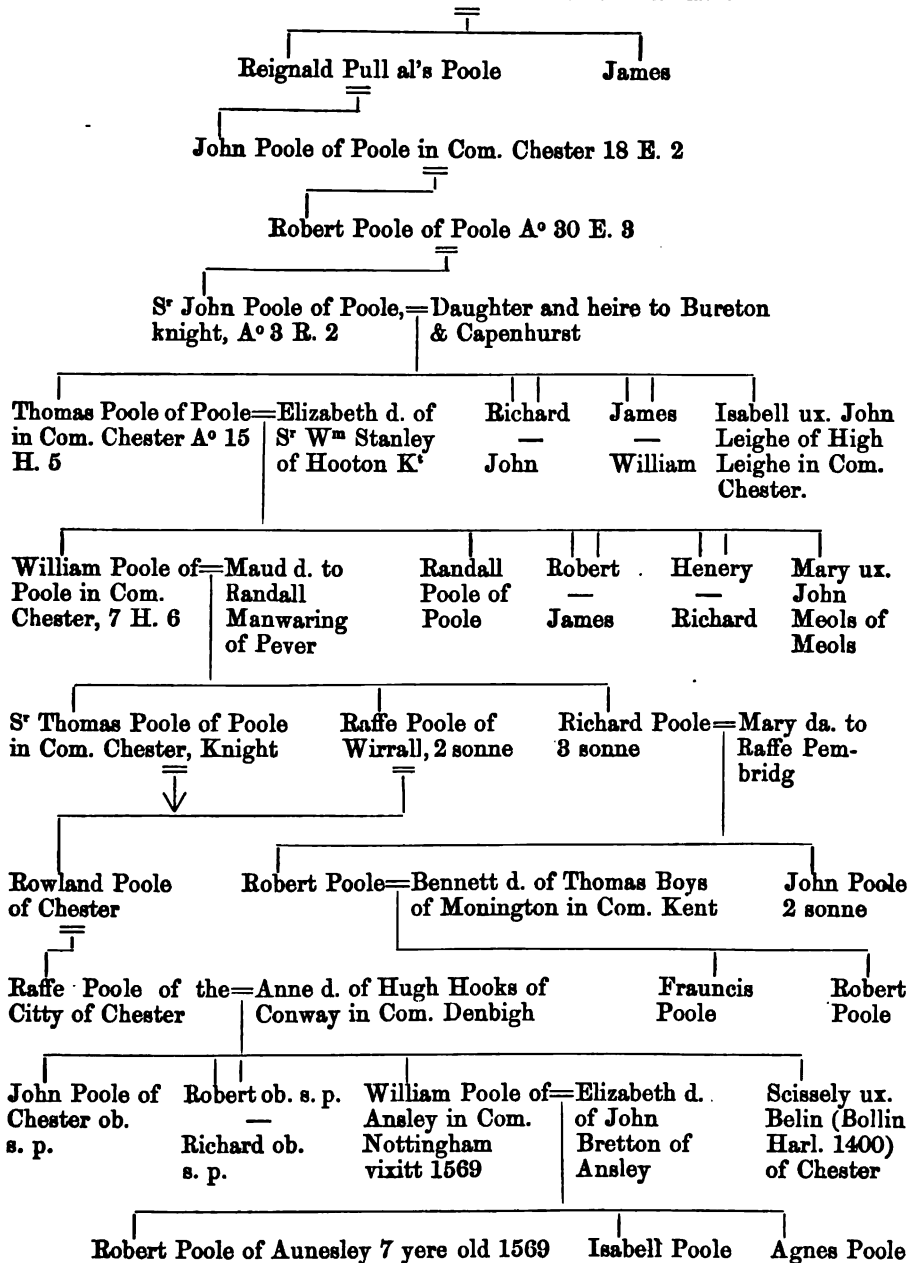 Reignald Pull al's Poole James
John Poole of Poole in Com. Chester 18 E. 2
Robert Poole of Poole Aº 30 E. 3
Sʳ John Poole of Poole,=Daughter and heire to Bureton
knight, Aº 3 R. 2 & Capenhurst
Thomas Poole of Poole=Elizabeth d. of Richard James Isabell ux. John
in Com. Chester Aº 15 Sʳ Wᵐ Stanley — — Leighe of High
H. 5 of Hooton Kᵗ John William Leighe in Com.
Chester.
William Poole of=Maud d. to Randall Robert Henery Mary ux.
Poole in Com. Randall Poole of — — John
Chester, 7 H. 6 Manwaring Poole James Richard Meols of
of Pever Meols
Sʳ Thomas Poole of Poole Raffe Poole of Richard Poole=Mary da. to
in Com. Chester, Knight Wirrall, 2 sonne 3 sonne Raffe Pem-
bridg
Rowland Poole Robert Poole=Bennett d. of Thomas Boys John Poole
of Chester of Monington in Com. Kent 2 sonne
Raffe Poole of the=Anne d. of Hugh Hooks of Frauncis Robert
Citty of Chester Conway in Com. Denbigh Poole Poole
John Poole of Robert ob. s. p. William Poole of=Elizabeth d. Scissely ux.
Chester ob. — Ansley in Com. of John Belin (Bollin
s. p. Richard ob. Nottingham Bretton of Harl. 1400)
s. p. vixitt 1569 Ansley of Chester
Robert Poole of Aunesley 7 yere old 1569 Isabell Poole Agnes Poole